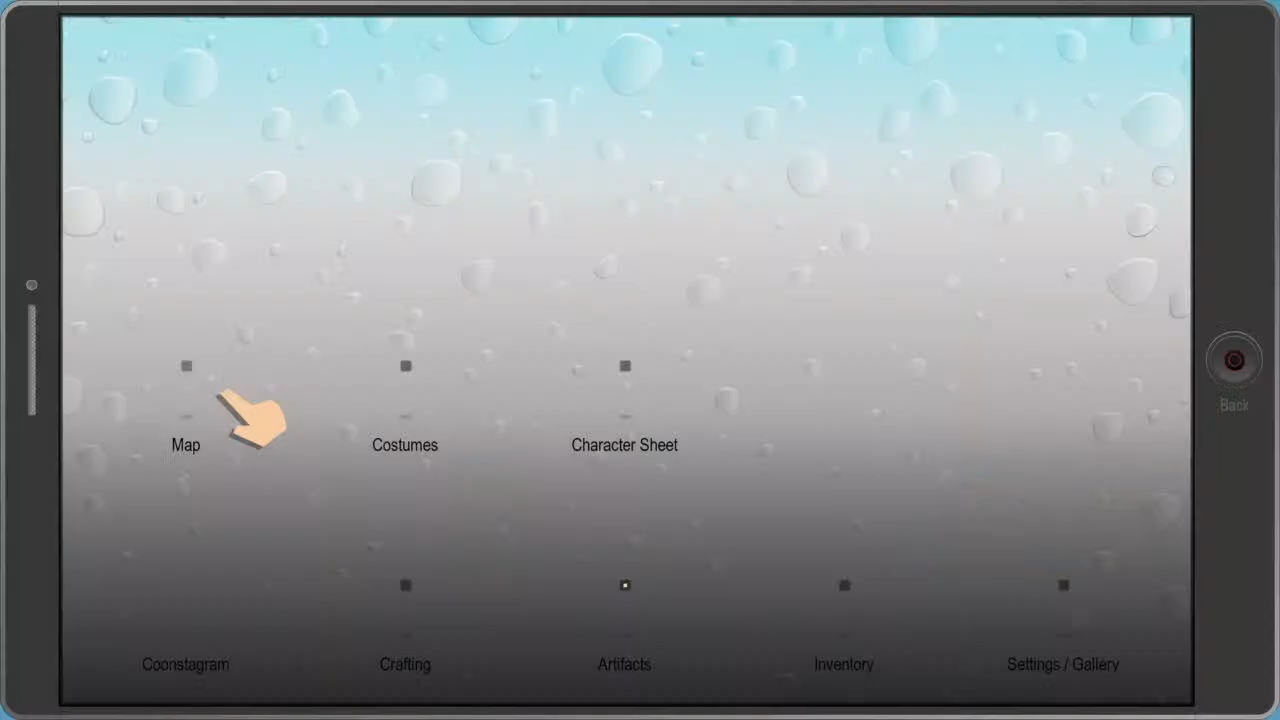 Back
Map
Costumes
Character Sheet
Coonstagram
Crafting
Artifacts
Inventory
Settings / Gallery